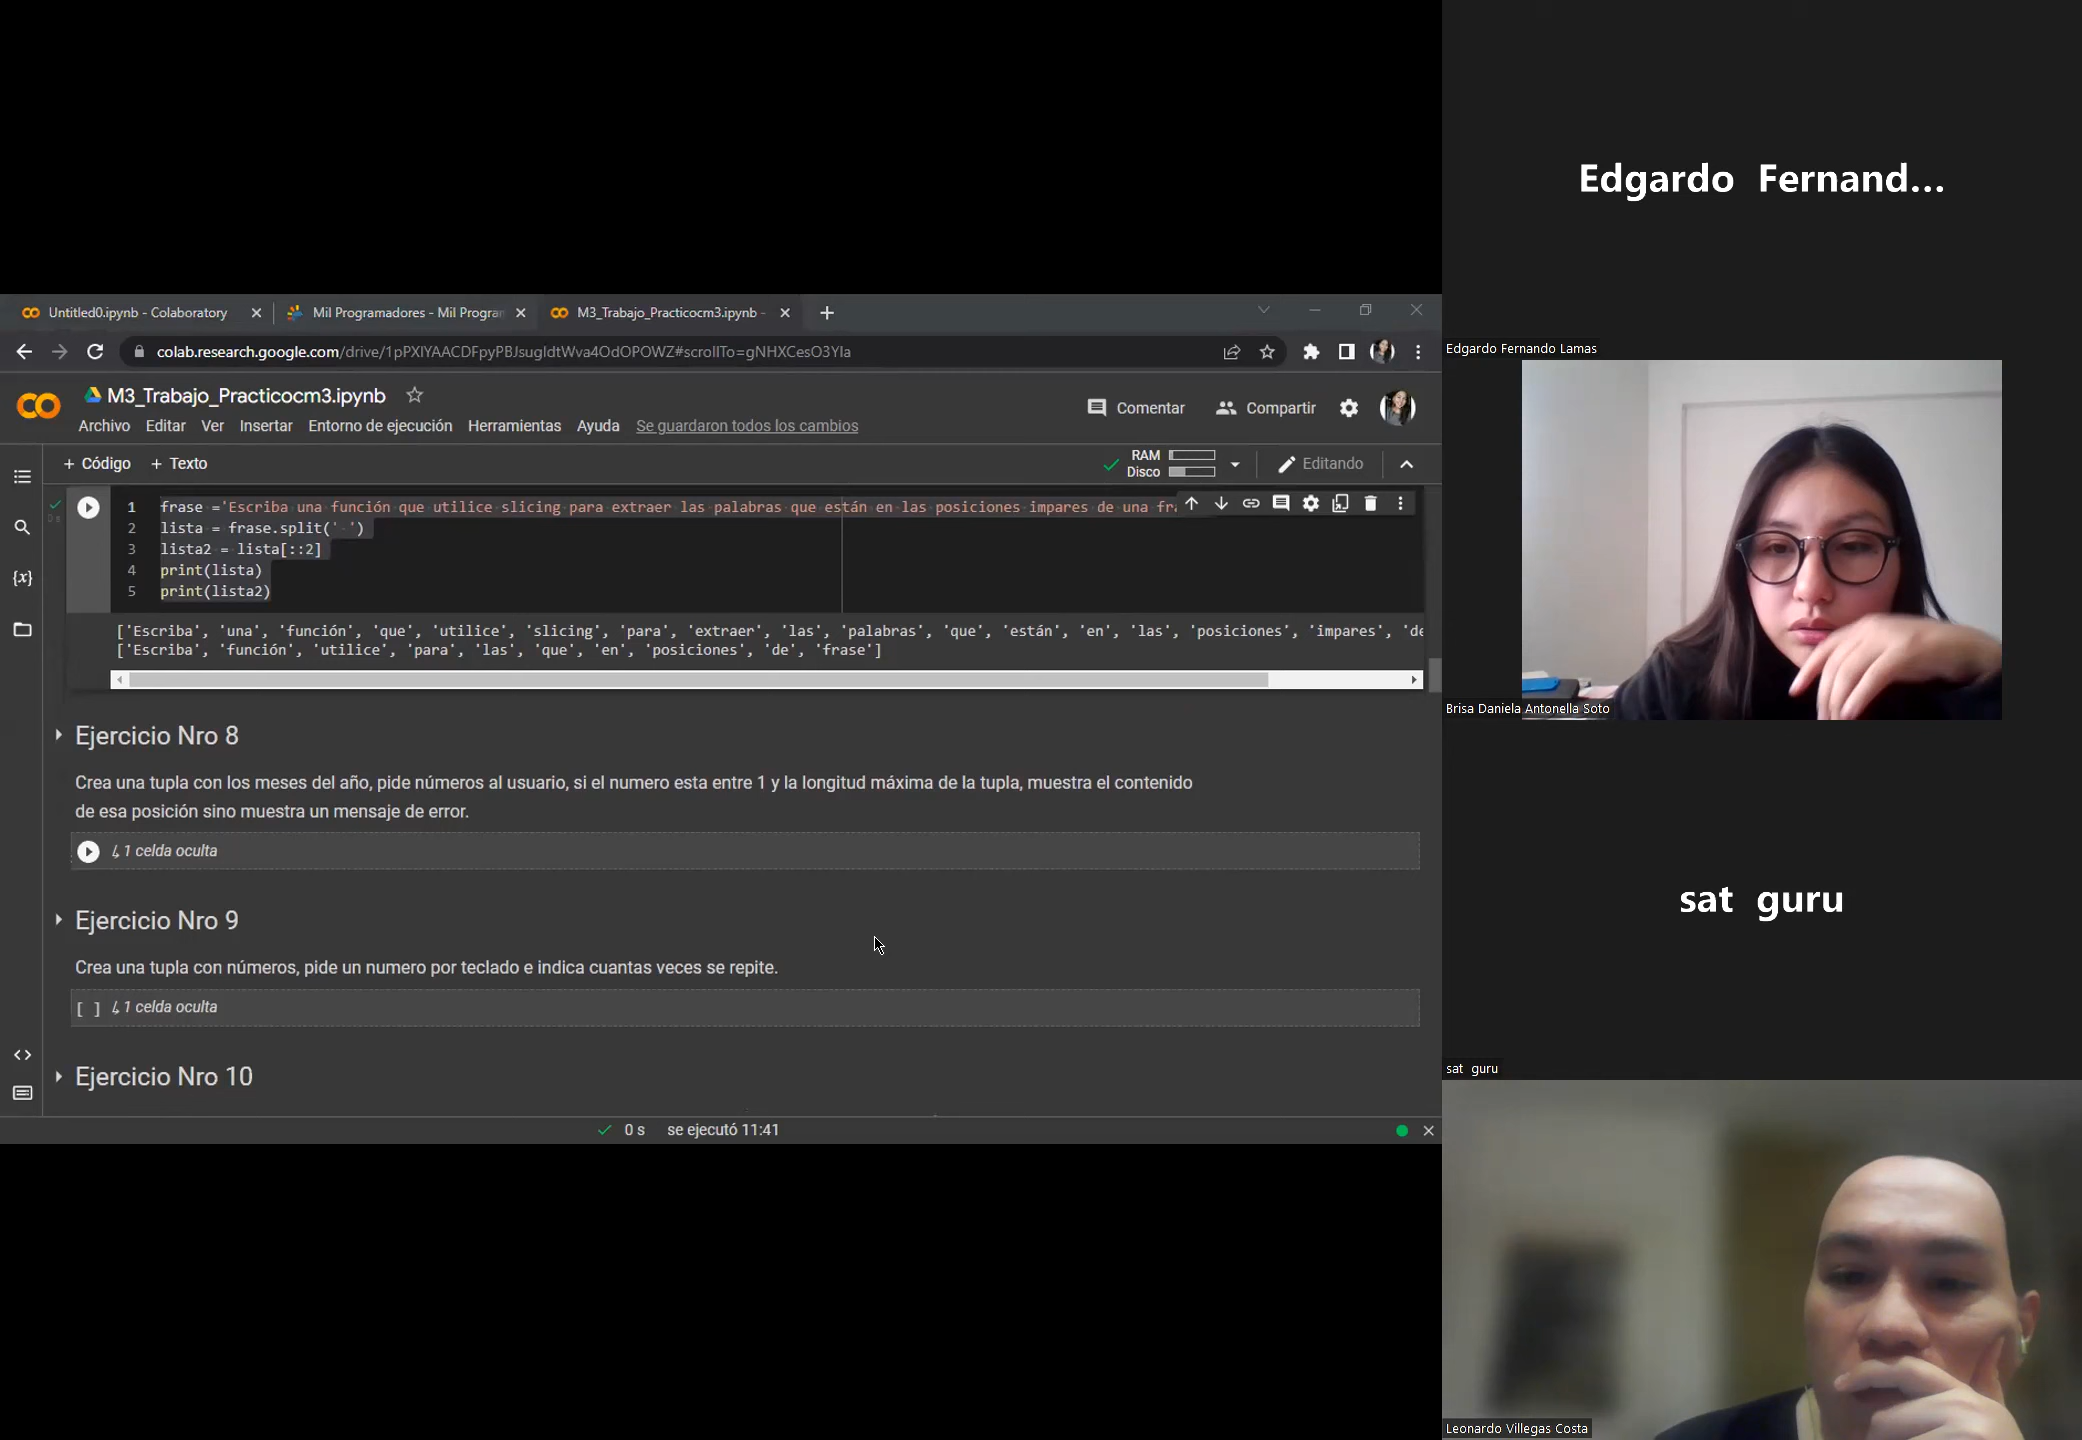 Untitled0.ipynb - Colaboratory
Mil Programadores - Mil Progra
M3_Trabajo_Practicocm3.ipynb -
colab.research.google.com/drive/1pPXIYAACDFpyPBJsugIdtWva4OdOPOWZ#scrollTo=gNHXCesO3YIa
M3_Trabajo_Practicocm3.ipynb
Comentar
Compartir
Archivo Editar Ver Insertar Entorno de ejecución Herramientas Ayuda Se guardaron todos los cambios
+ Código + Texto
RAM
Disco
Editando
1 frase ='Escriba una función que utilice slicing para extraer las palabras que están en las posiciones impares de una fra
2 lista = frase.split(' ')
3 lista2 = lista[::2]
4 print(lista)
5 print(lista2)
['Escriba', 'una', 'función', 'que', 'utilice', 'slicing', 'para', 'extraer', 'las', 'palabras', 'que', 'están', 'en', 'las', 'posiciones', 'impares', 'de
['Escriba', 'función', 'utilice', 'para', 'las', 'que', 'en', 'posiciones', 'de', 'frase']
Ejercicio Nro 8
Crea una tupla con los meses del año, pide números al usuario, si el numero esta entre 1 y la longitud máxima de la tupla, muestra el contenido
de esa posición sino muestra un mensaje de error.
1 celda oculta
Ejercicio Nro 9
Crea una tupla con números, pide un numero por teclado e indica cuantas veces se repite.
[ ] 1 celda oculta
Ejercicio Nro 10
0 s se ejecutó 11:41
Edgardo Fernand...
Edgardo Fernando Lamas
Brisa Daniela Antonella Soto
sat guru
sat guru
Leonardo Villegas Costa